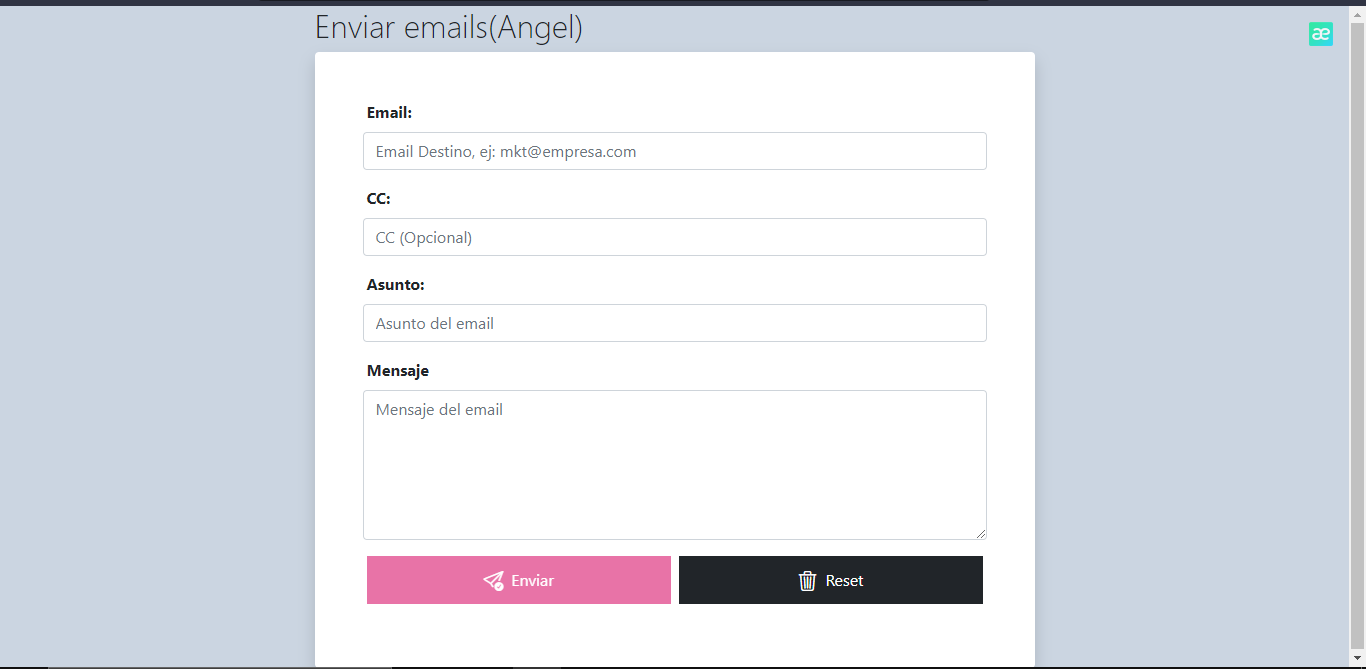 Enviar emails(Angel)
æ
Email:
Email Destino, ej: mkt@empresa.com
CC:
CC (Opcional)
Asunto:
Asunto del email
Mensaje
Mensaje del email
Enviar
Reset